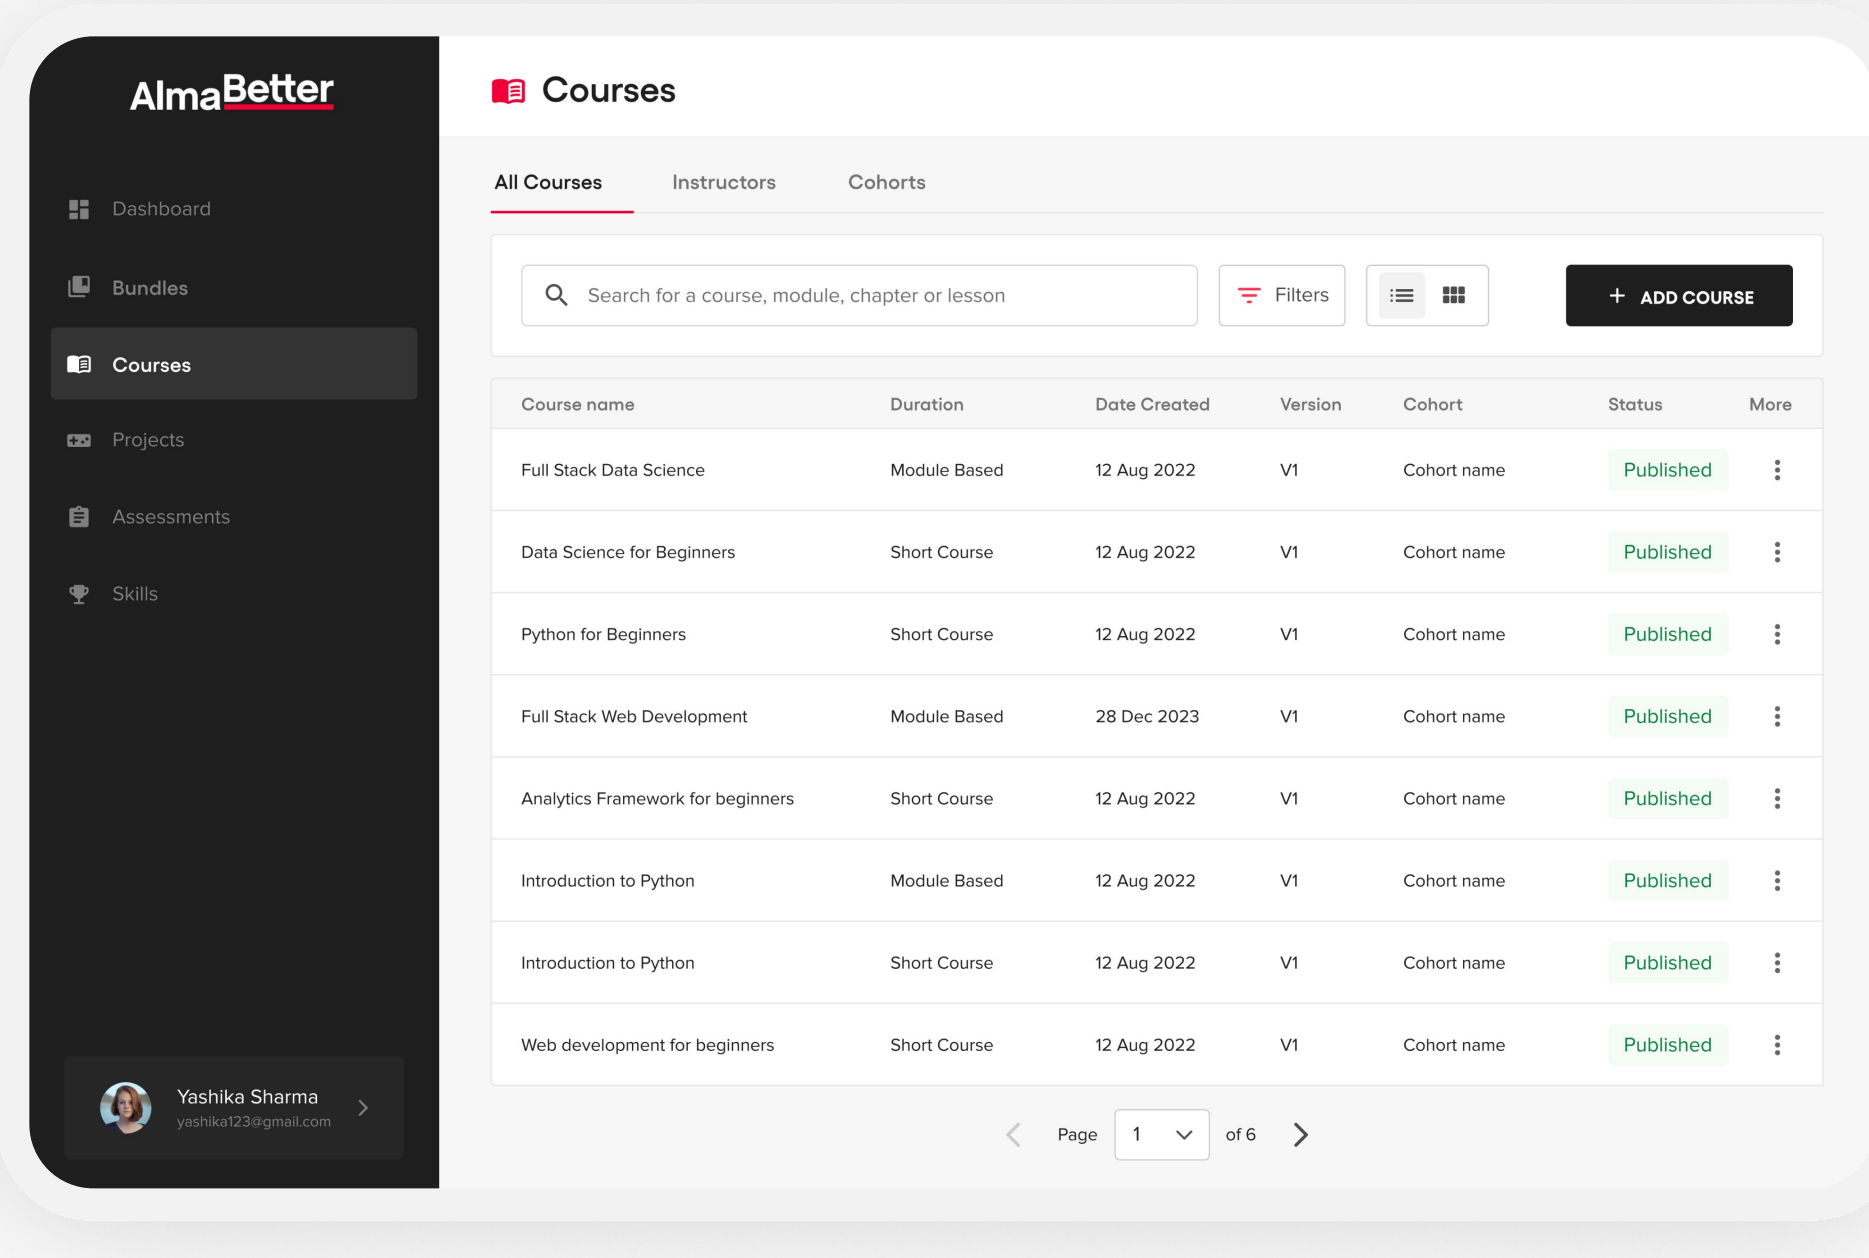 AlmaBetter
Dashboard
Bundles
Courses
Projects
Assessments
Skills
Yashika Sharma
yashika123@gmail.com
Courses
All Courses Instructors Cohorts
Search for a course, module, chapter or lesson Filters + ADD COURSE
Course name Duration Date Created Version Cohort Status More
Full Stack Data Science Module Based 12 Aug 2022 V1 Cohort name Published
Data Science for Beginners Short Course 12 Aug 2022 V1 Cohort name Published
Python for Beginners Short Course 12 Aug 2022 V1 Cohort name Published
Full Stack Web Development Module Based 28 Dec 2023 V1 Cohort name Published
Analytics Framework for beginners Short Course 12 Aug 2022 V1 Cohort name Published
Introduction to Python Module Based 12 Aug 2022 V1 Cohort name Published
Introduction to Python Short Course 12 Aug 2022 V1 Cohort name Published
Web development for beginners Short Course 12 Aug 2022 V1 Cohort name Published
Page 1 of 6